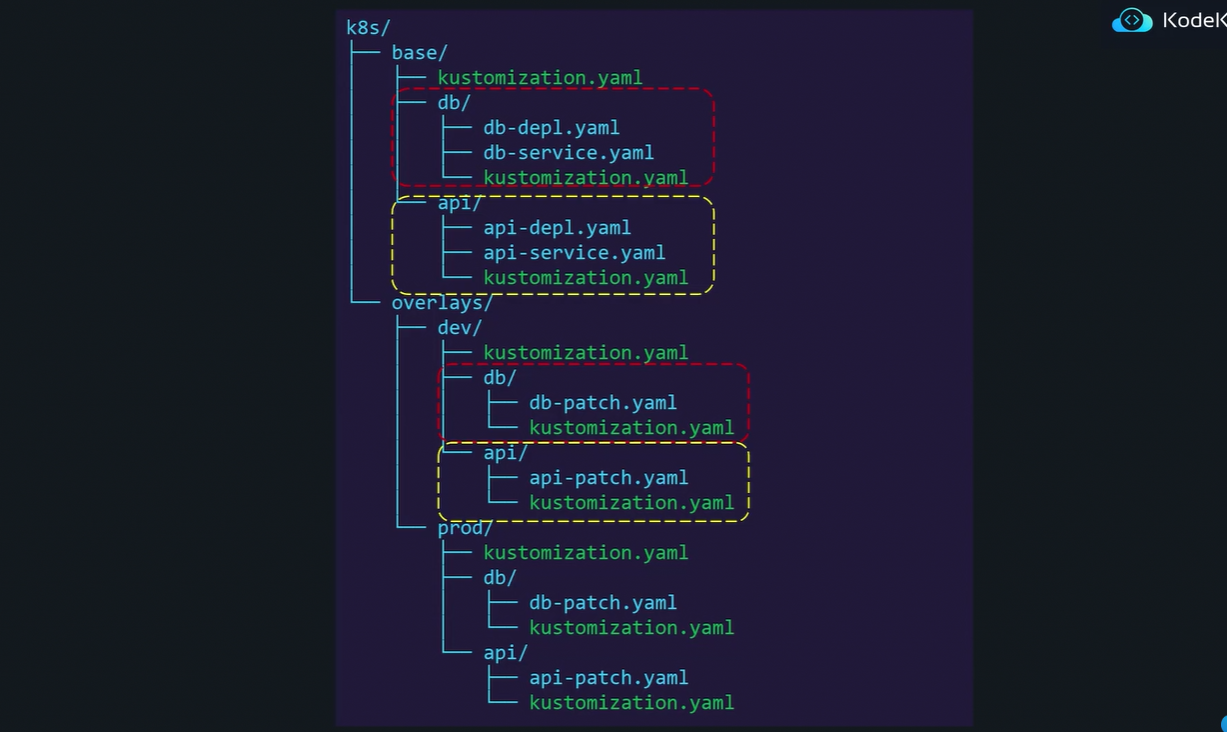 KodeK
k8s/
├── base/
│   ├── kustomization.yaml
│   ├── db/
│   │   ├── db-depl.yaml
│   │   ├── db-service.yaml
│   │   └── kustomization.yaml
│   └── api/
│       ├── api-depl.yaml
│       ├── api-service.yaml
│       └── kustomization.yaml
└── overlays/
    ├── dev/
    │   ├── kustomization.yaml
    │   ├── db/
    │   │   ├── db-patch.yaml
    │   │   └── kustomization.yaml
    │   └── api/
    │       ├── api-patch.yaml
    │       └── kustomization.yaml
    └── prod/
        ├── kustomization.yaml
        ├── db/
        │   ├── db-patch.yaml
        │   └── kustomization.yaml
        └── api/
            ├── api-patch.yaml
            └── kustomization.yaml